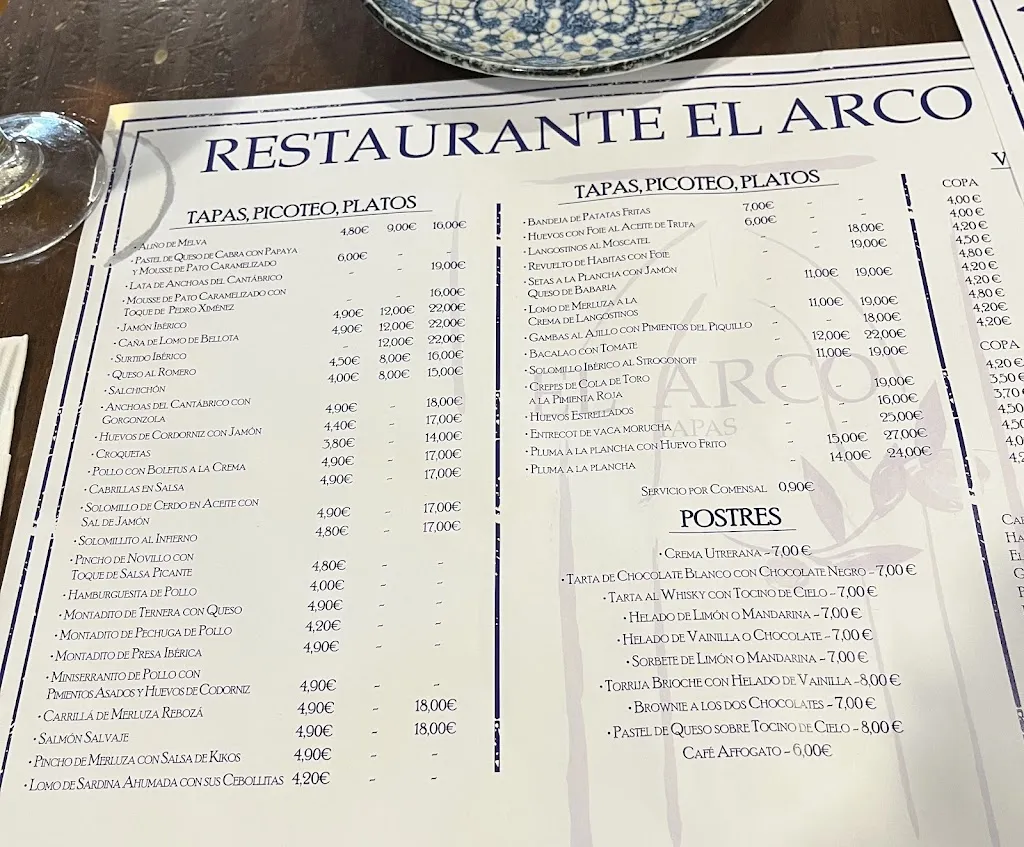 RESTAURANTE EL ARCO
TAPAS, PICOTEO, PLATOS
· ALIÑO DE MELVA 4,80€ 9,00€ 16,00€
· PASTEL DE QUESO DE CABRA CON PAPAYA
Y MOUSSE DE PATO CARAMELIZADO 6,00€ - -
· LATA DE ANCHOAS DEL CANTÁBRICO - - 19,00€
· MOUSSE DE PATO CARAMELIZADO CON
TOQUE DE PEDRO XIMÉNEZ - - 16,00€
· JAMÓN IBÉRICO 4,90€ 12,00€ 22,00€
· CAÑA DE LOMO DE BELLOTA 4,90€ 12,00€ 22,00€
· SURTIDO IBÉRICO - 12,00€ 22,00€
· QUESO AL ROMERO 4,50€ 8,00€ 16,00€
· SALCHICHÓN 4,00€ 8,00€ 15,00€
· ANCHOAS DEL CANTÁBRICO CON
GORGONZOLA 4,90€ - 18,00€
· HUEVOS DE CORDORNIZ CON JAMÓN 4,40€ - 17,00€
· CROQUETAS 3,80€ - 14,00€
· POLLO CON BOLETUS A LA CREMA 4,90€ - 17,00€
· CABRILLAS EN SALSA 4,90€ - 17,00€
· SOLOMILLO DE CERDO EN ACEITE CON
SAL DE JAMÓN 4,90€ - 17,00€
· SOLOMILLITO AL INFIERNO 4,80€ - 17,00€
· PINCHO DE NOVILLO CON
TOQUE DE SALSA PICANTE 4,80€ - -
· HAMBURGUESITA DE POLLO 4,00€ - -
· MONTADITO DE TERNERA CON QUESO 4,90€ - -
· MONTADITO DE PECHUGA DE POLLO 4,20€ - -
· MONTADITO DE PRESA IBÉRICA 4,90€ - -
· MINISERRANITO DE POLLO CON
PIMIENTOS ASADOS Y HUEVOS DE CODORNIZ 4,90€ - -
· CARRILLÁ DE MERLUZA REBOZÁ 4,90€ - 18,00€
· SALMÓN SALVAJE 4,90€ - 18,00€
· PINCHO DE MERLUZA CON SALSA DE KIKOS 4,90€ - -
· LOMO DE SARDINA AHUMADA CON SUS CEBOLLITAS 4,20€ - -
TAPAS, PICOTEO, PLATOS
· BANDEJA DE PATATAS FRITAS 7,00€ - -
· HUEVOS CON FOIE AL ACEITE DE TRUFA 6,00€ - -
· LANGOSTINOS AL MOSCATEL - - 18,00€
· REVUELTO DE HABITAS CON FOIE - - 19,00€
· SETAS A LA PLANCHA CON JAMÓN
QUESO DE BABARIA - 11,00€ 19,00€
· LOMO DE MERLUZA A LA
CREMA DE LANGOSTINOS - 11,00€ 19,00€
· GAMBAS AL AJILLO CON PIMIENTOS DEL PIQUILLO - - 18,00€
· BACALAO CON TOMATE - 12,00€ 22,00€
· SOLOMILLO IBÉRICO AL STROGONOFF - 11,00€ 19,00€
· CREPES DE COLA DE TORO
A LA PIMIENTA ROJA - - 19,00€
· HUEVOS ESTRELLADOS - - 16,00€
· ENTRECOT DE VACA MORUCHA - - 25,00€
· PLUMA A LA PLANCHA CON HUEVO FRITO - 15,00€ 27,00€
· PLUMA A LA PLANCHA - 14,00€ 24,00€
ARCO
TAPAS
SERVICIO POR COMENSAL 0,90€
POSTRES
· CREMA UTRERANA - 7,00 €
· TARTA DE CHOCOLATE BLANCO CON CHOCOLATE NEGRO - 7,00 €
· TARTA AL WHISKY CON TOCINO DE CIELO - 7,00 €
· HELADO DE LIMÓN O MANDARINA - 7,00 €
· HELADO DE VAINILLA O CHOCOLATE - 7,00 €
· SORBETE DE LIMÓN O MANDARINA - 7,00 €
· TORRIJA BRIOCHE CON HELADO DE VAINILLA - 8,00 €
· BROWNIE A LOS DOS CHOCOLATES - 7,00 €
· PASTEL DE QUESO SOBRE TOCINO DE CIELO - 8,00 €
CAFÉ AFFOGATO - 6,00€
COPA
4,00 €
4,00 €
4,20 €
4,50 €
4,80 €
4,20 €
4,20 €
4,80 €
4,20€
4,20€
COPA
4,20 €
3,50 €
3,70
4,50
4,50